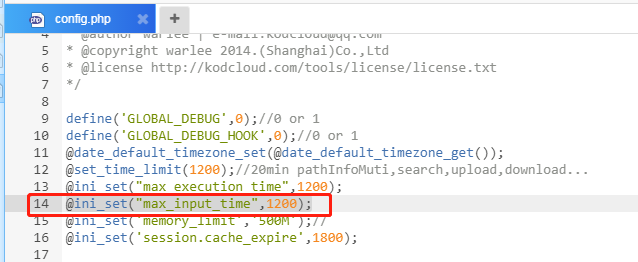 config.php
4 * @author warlee | e-mail:kodcloud@qq.com
5 * @copyright warlee 2014.(Shanghai)Co.,Ltd
6 * @license http://kodcloud.com/tools/license/license.txt
7 */
8
9 define('GLOBAL_DEBUG',0);//0 or 1
10 define('GLOBAL_DEBUG_HOOK',0);//0 or 1
11 @date_default_timezone_set(@date_default_timezone_get());
12 @set_time_limit(1200);//20min pathInfoMuti,search,upload,download...
13 @ini_set("max_execution_time",1200);
14 @ini_set("max_input_time",1200);
15 @ini_set('memory_limit','500M');//
16 @ini_set('session.cache_expire',1800);
17